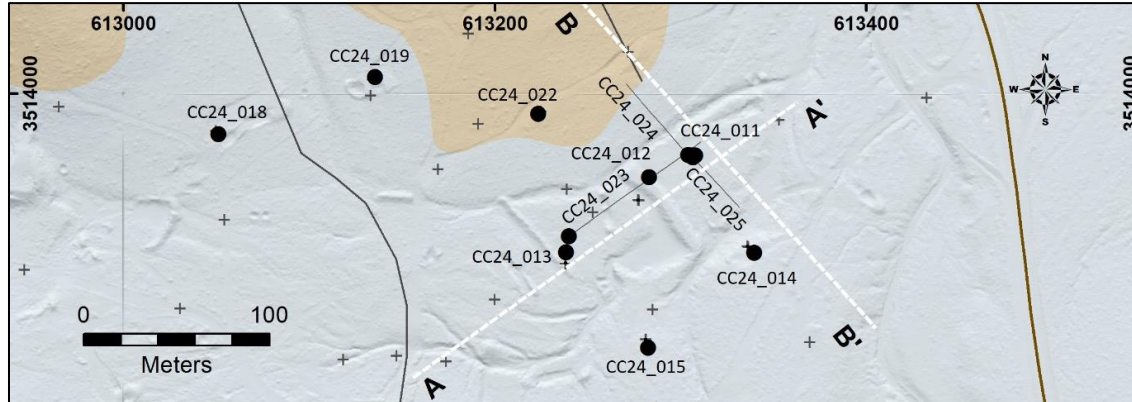 613000
613200
613400
3514000
3514000
B
CC24_019
N
W
E
S
CC24_022
CC24_018
A'
CC24_024
CC24_011
CC24_012
CC24_023
CC24_025
CC24_013
CC24_014
0
100
Meters
B'
CC24_015
A